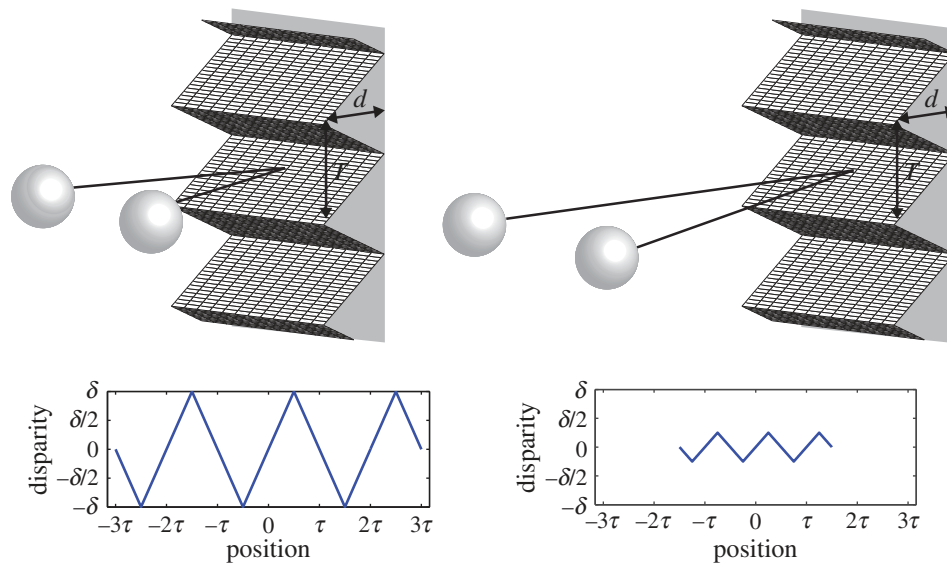 d
T
d
T
δ
δ/2
0
−δ/2
−δ
disparity
−3τ −2τ −τ 0 τ 2τ 3τ
position
δ
δ/2
0
−δ/2
−δ
disparity
−3τ −2τ −τ 0 τ 2τ 3τ
position